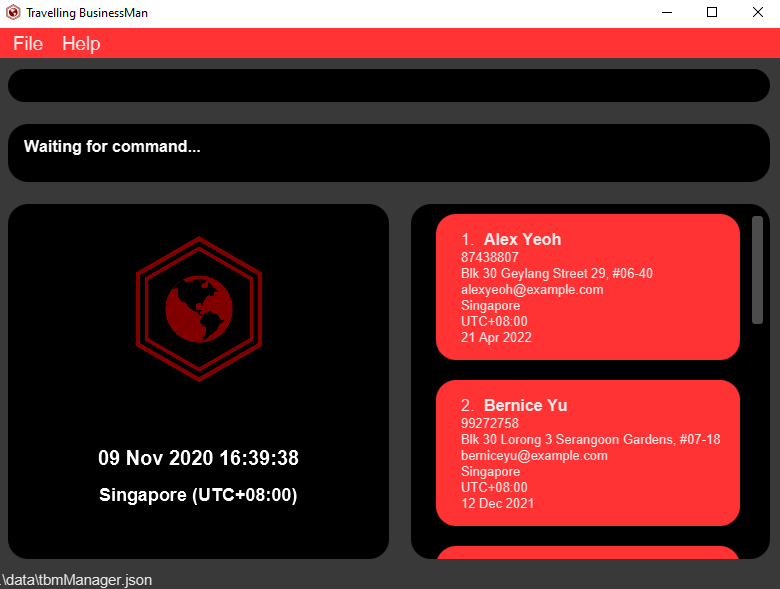 Travelling BusinessMan
File Help
Waiting for command...
09 Nov 2020 16:39:38
Singapore (UTC+08:00)
1. Alex Yeoh
87438807
Blk 30 Geylang Street 29, #06-40
alexyeoh@example.com
Singapore
UTC+08:00
21 Apr 2022
2. Bernice Yu
99272758
Blk 30 Lorong 3 Serangoon Gardens, #07-18
berniceyu@example.com
Singapore
UTC+08:00
12 Dec 2021
.\data\tbmManager.json